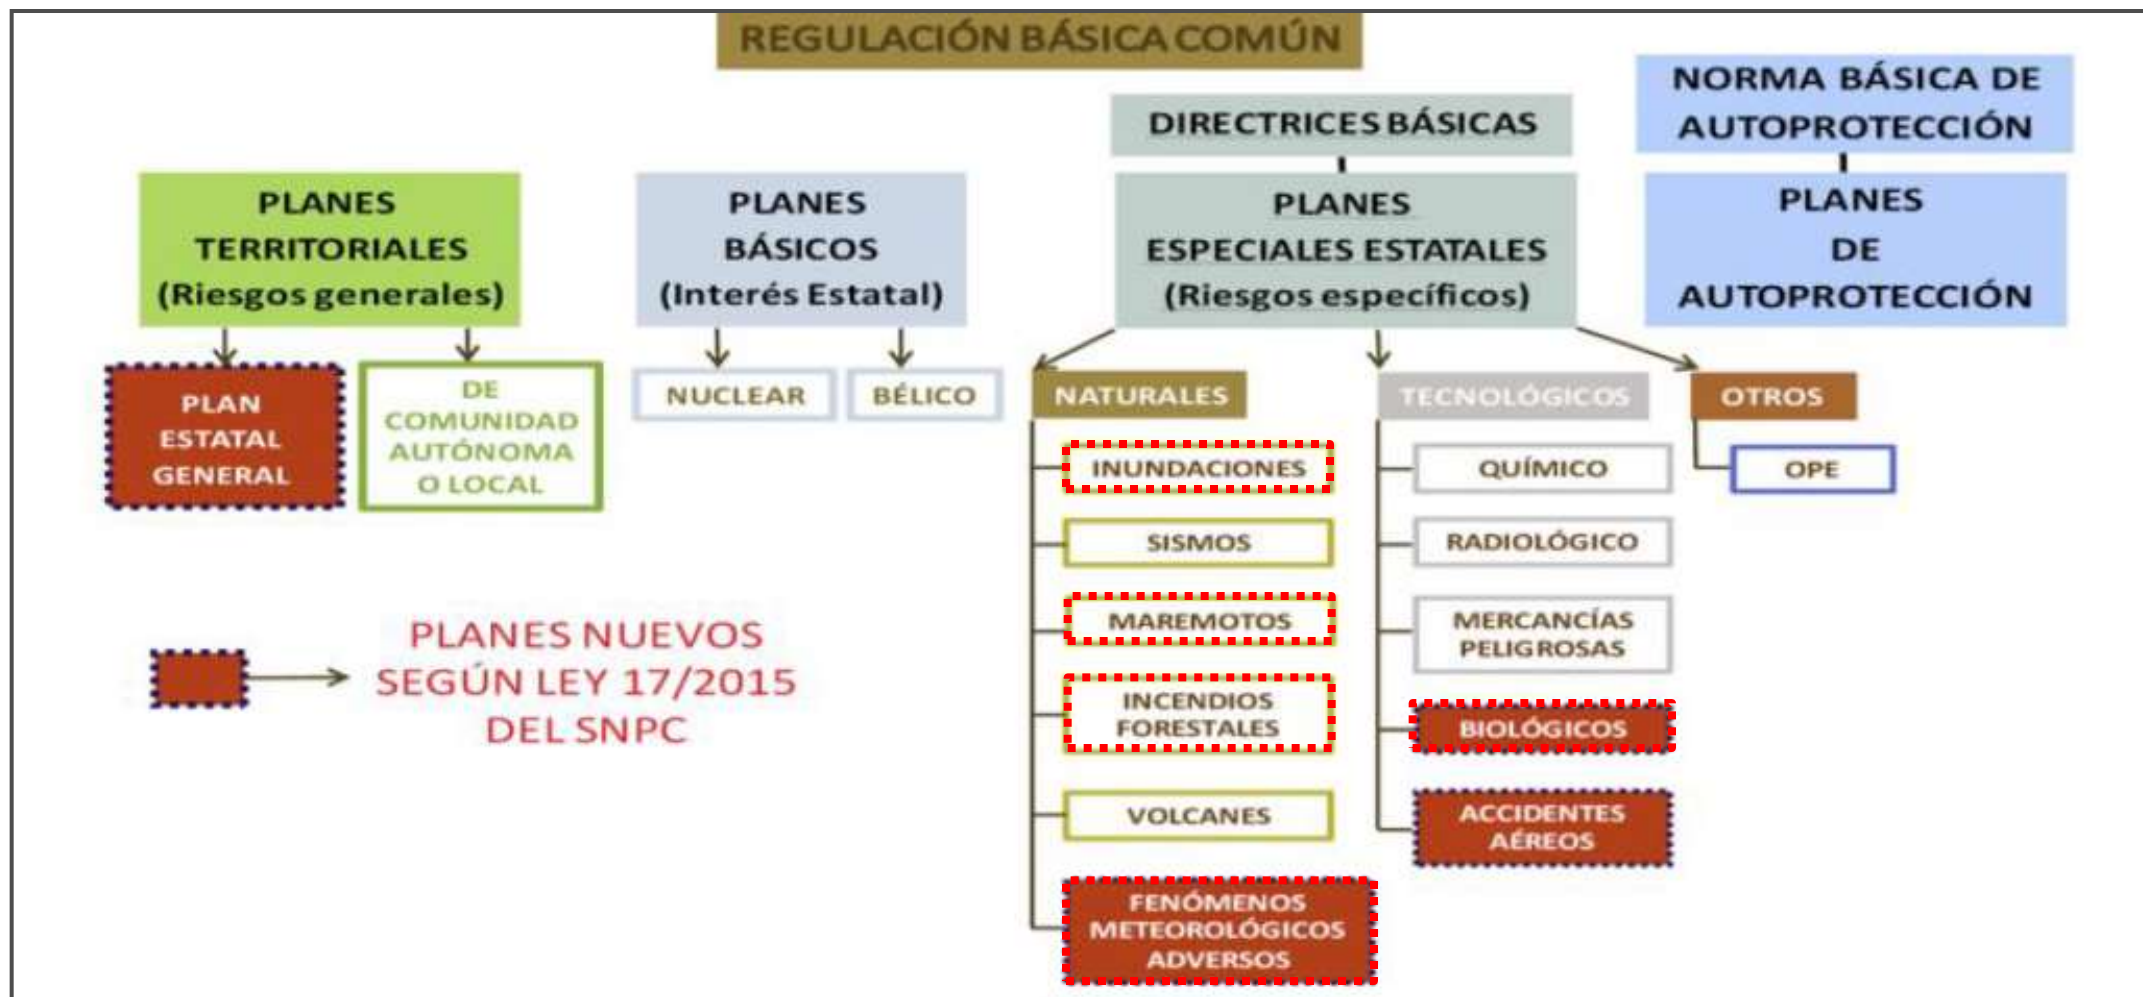 REGULACIÓN BÁSICA COMÚN
PLANES
TERRITORIALES
(Riesgos generales)
PLAN
ESTATAL
GENERAL
DE
COMUNIDAD
AUTÓNOMA
O LOCAL
PLANES
BÁSICOS
(Interés Estatal)
NUCLEAR
BÉLICO
DIRECTRICES BÁSICAS
PLANES
ESPECIALES ESTATALES
(Riesgos específicos)
NATURALES
INUNDACIONES
SISMOS
MAREMOTOS
INCENDIOS
FORESTALES
VOLCANES
FENÓMENOS
METEOROLÓGICOS
ADVERSOS
TECNOLÓGICOS
QUÍMICO
RADIOLÓGICO
MERCANCÍAS
PELIGROSAS
BIOLÓGICOS
ACCIDENTES
AÉREOS
OTROS
OPE
NORMA BÁSICA DE
AUTOPROTECCIÓN
PLANES
DE
AUTOPROTECCIÓN
PLANES NUEVOS
SEGÚN LEY 17/2015
DEL SNPC